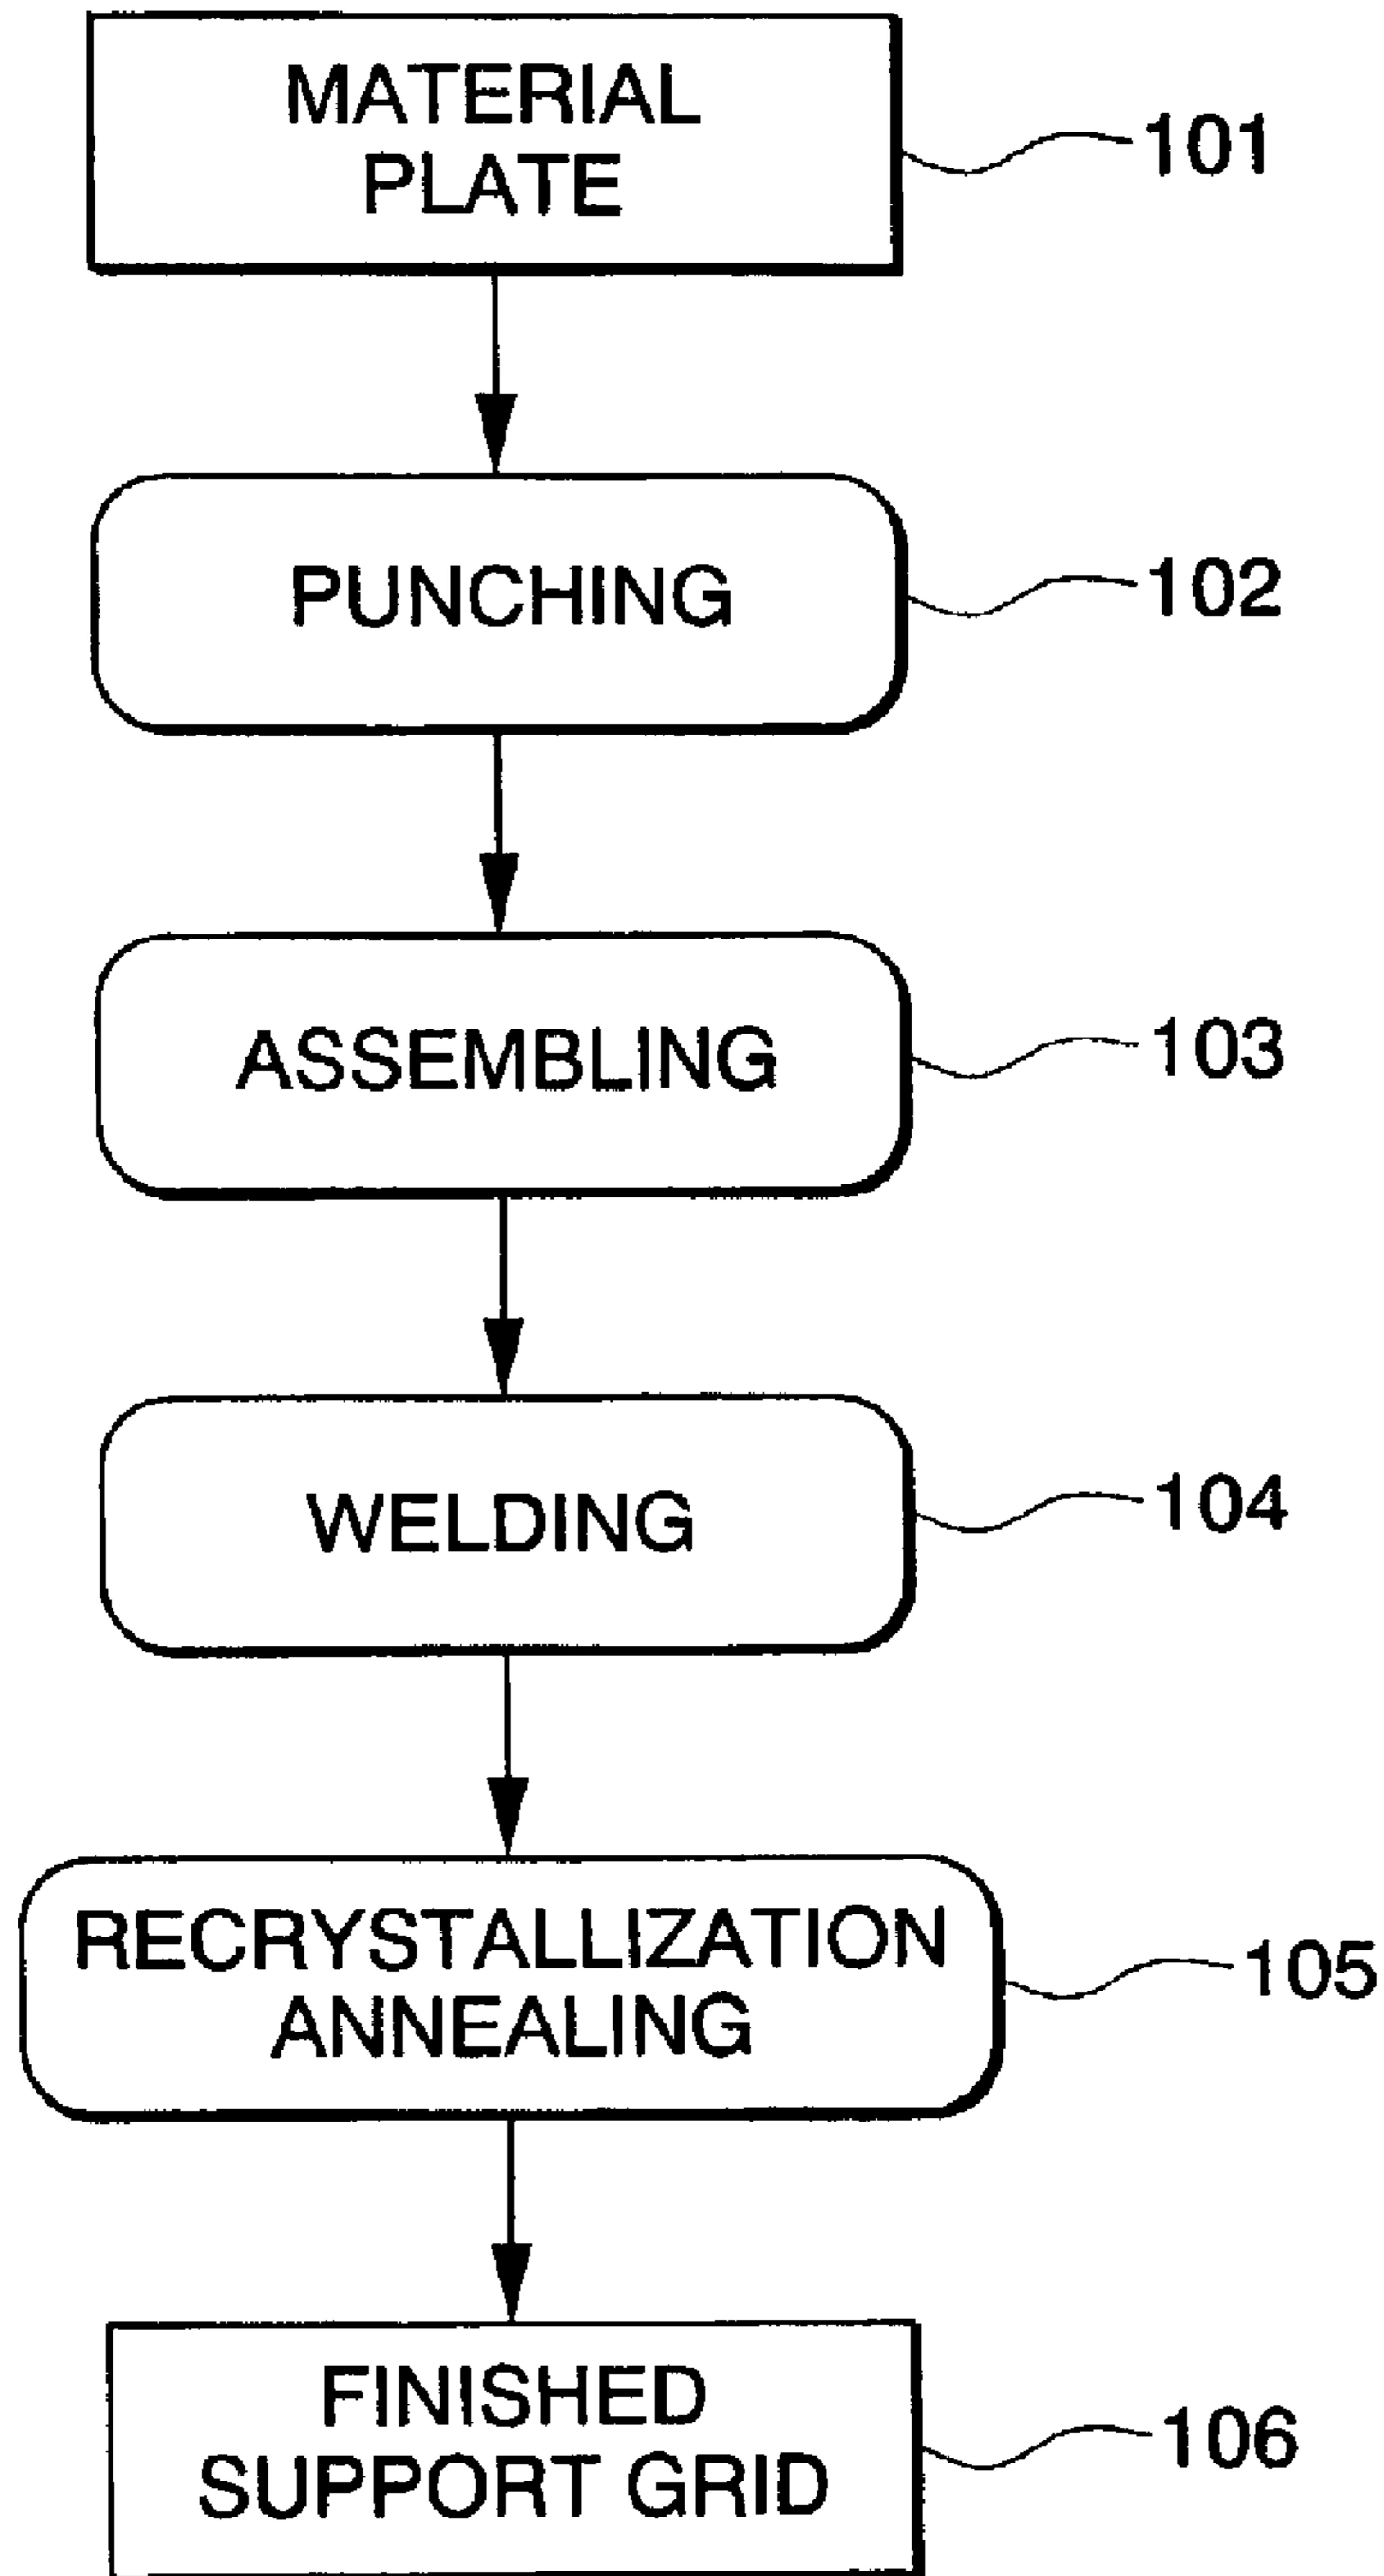 MATERIAL
PLATE
101
PUNCHING
102
ASSEMBLING
103
WELDING
104
RECRYSTALLIZATION
ANNEALING
105
FINISHED
SUPPORT GRID
106